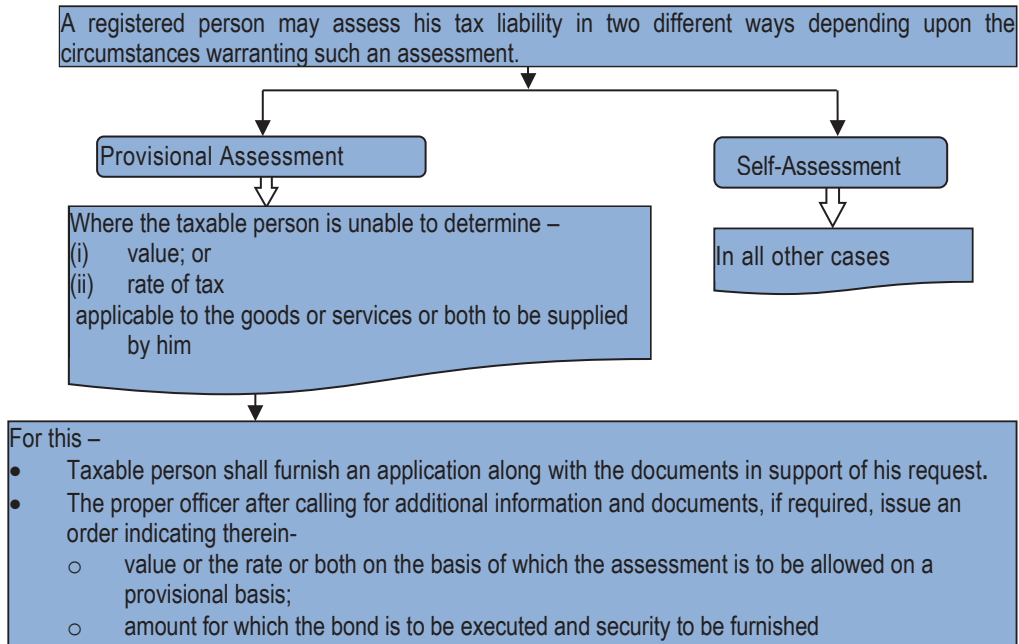 A registered person may assess his tax liability in two different ways depending upon the
circumstances warranting such an assessment.
Provisional Assessment
Self-Assessment
Where the taxable person is unable to determine –
(i) value; or
(ii) rate of tax
applicable to the goods or services or both to be supplied
by him
In all other cases
For this –
• Taxable person shall furnish an application along with the documents in support of his request.
• The proper officer after calling for additional information and documents, if required, issue an
order indicating therein-
o value or the rate or both on the basis of which the assessment is to be allowed on a
provisional basis;
o amount for which the bond is to be executed and security to be furnished